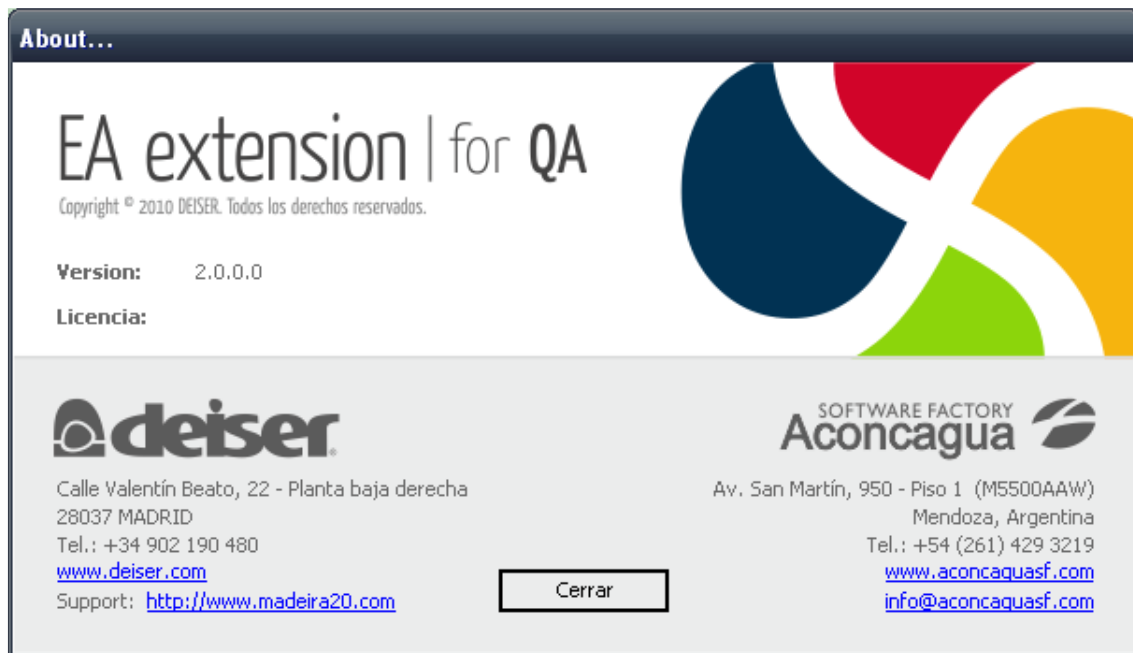 About...
EA extension | for QA
Copyright © 2010 DEISER. Todos los derechos reservados.
Version: 2.0.0.0
Licencia:
deiser
Calle Valentín Beato, 22 - Planta baja derecha
28037 MADRID
Tel.: +34 902 190 480
www.deiser.com
Support: http://www.madeira20.com
SOFTWARE FACTORY
Aconcagua
Av. San Martín, 950 - Piso 1 (M5500AAW)
Mendoza, Argentina
Tel.: +54 (261) 429 3219
www.aconcaguasf.com
info@aconcaguasf.com
Cerrar